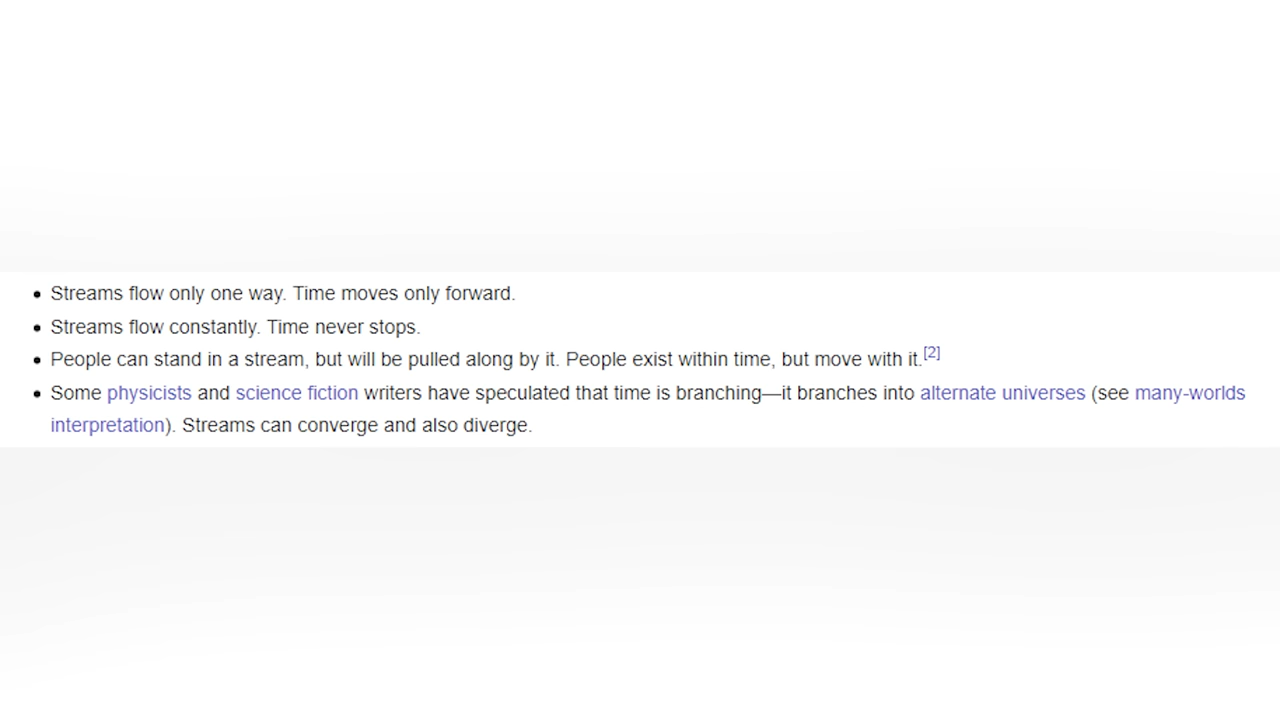 • Streams flow only one way. Time moves only forward.
• Streams flow constantly. Time never stops.
• People can stand in a stream, but will be pulled along by it. People exist within time, but move with it.[2]
• Some physicists and science fiction writers have speculated that time is branching—it branches into alternate universes (see many-worlds
interpretation). Streams can converge and also diverge.